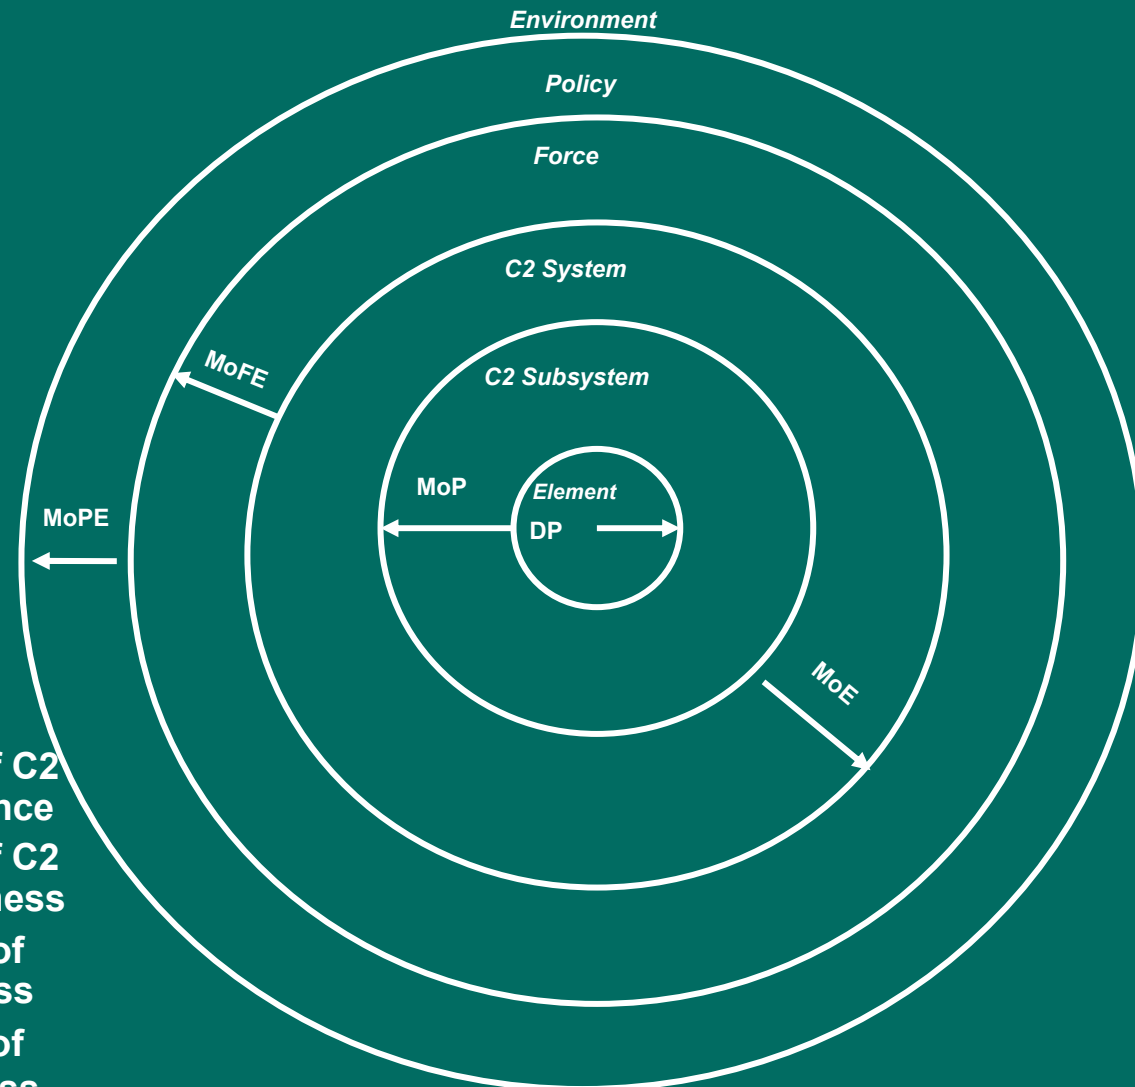 Environment
Policy
Force
C2 System
MoFE
C2 Subsystem
MoP
Element
MoPE
DP
MoE
C2
nce
C2
ness
of
ss
of
ss